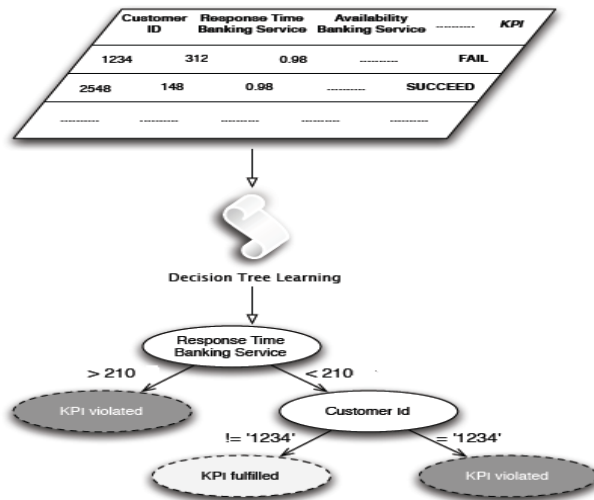 Customer ID Response Time Banking Service Availability Banking Service ---------- KPI
1234 312 0.98 ---------- FAIL
2548 148 0.98 ---------- SUCCEED
---------- ---------- ---------- ---------- ----------
Decision Tree Learning
Response Time
Banking Service
> 210 < 210
KPI violated
Customer Id
!= '1234' = '1234'
KPI fulfilled
KPI violated